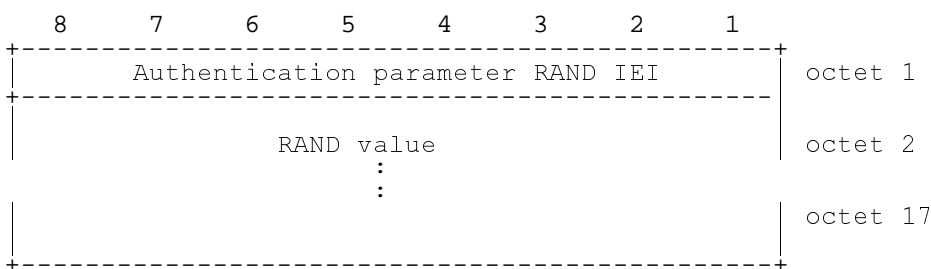 8 7 6 5 4 3 2 1
Authentication parameter RAND IEI octet 1
RAND value octet 2
:
:
octet 17